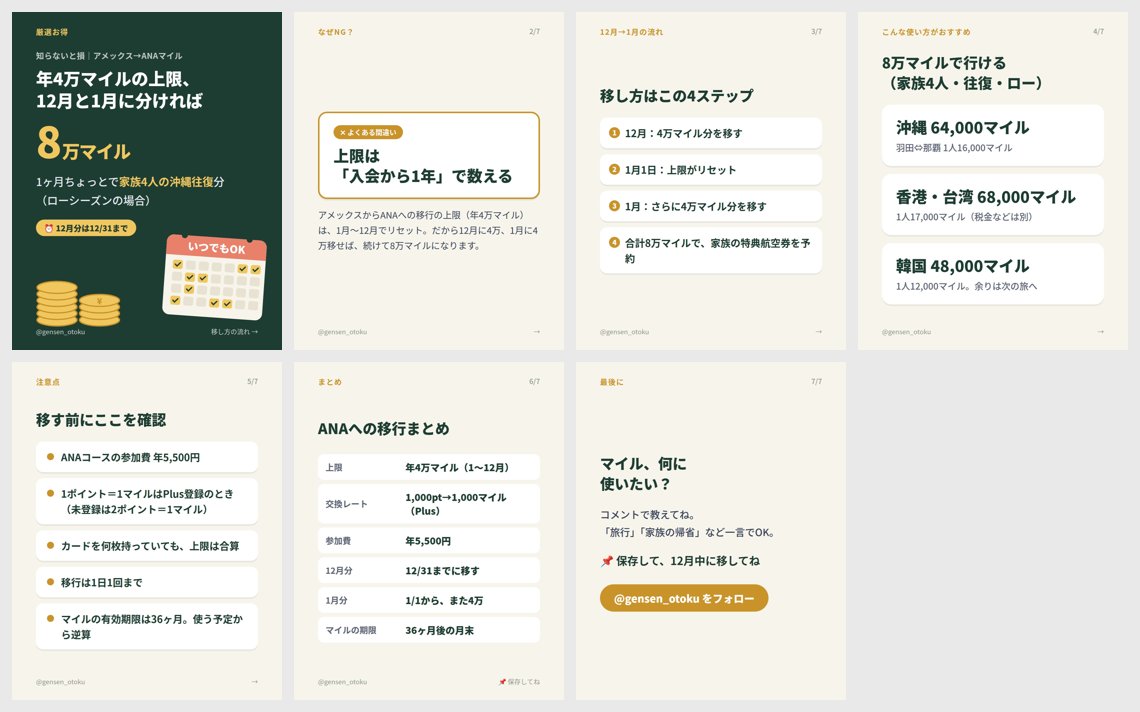 厳選お得
知らないと損｜アメックス→ANAマイル
年4万マイルの上限、
12月と1月に分ければ
8万マイル
1ヶ月ちょっとで家族4人の沖縄往復分
（ローシーズンの場合）
⏰ 12月分は12/31まで
いつでもOK
¥
@gensen_otoku
移し方の流れ →
なぜNG？
2/7
× よくある間違い
上限は
「入会から1年」で数える
アメックスからANAへの移行の上限（年4万マイル）
は、1月〜12月でリセット。だから12月に4万、1月に4
万移せば、続けて8万マイルになります。
@gensen_otoku
→
12月→1月の流れ
3/7
移し方はこの4ステップ
1 12月：4万マイル分を移す
2 1月1日：上限がリセット
3 1月：さらに4万マイル分を移す
4 合計8万マイルで、家族の特典航空券を予
約
@gensen_otoku
→
こんな使い方がおすすめ
4/7
8万マイルで行ける
（家族4人・往復・ロー）
沖縄 64,000マイル
羽田⇔那覇 1人16,000マイル
香港・台湾 68,000マイル
1人17,000マイル（税金などは別）
韓国 48,000マイル
1人12,000マイル。余りは次の旅へ
@gensen_otoku
→
注意点
5/7
移す前にここを確認
ANAコースの参加費 年5,500円
1ポイント＝1マイルはPlus登録のとき
（未登録は2ポイント＝1マイル）
カードを何枚持っていても、上限は合算
移行は1日1回まで
マイルの有効期限は36ヶ月。使う予定か
ら逆算
@gensen_otoku
→
まとめ
6/7
ANAへの移行まとめ
上限 年4万マイル（1〜12月）
交換レート 1,000pt→1,000マイル
（Plus）
参加費 年5,500円
12月分 12/31までに移す
1月分 1/1から、また4万
マイルの期限 36ヶ月後の月末
@gensen_otoku
📌 保存してね
最後に
7/7
マイル、何に
使いたい？
コメントで教えてね。
「旅行」「家族の帰省」など一言でOK。
📌 保存して、12月中に移してね
@gensen_otoku をフォロー